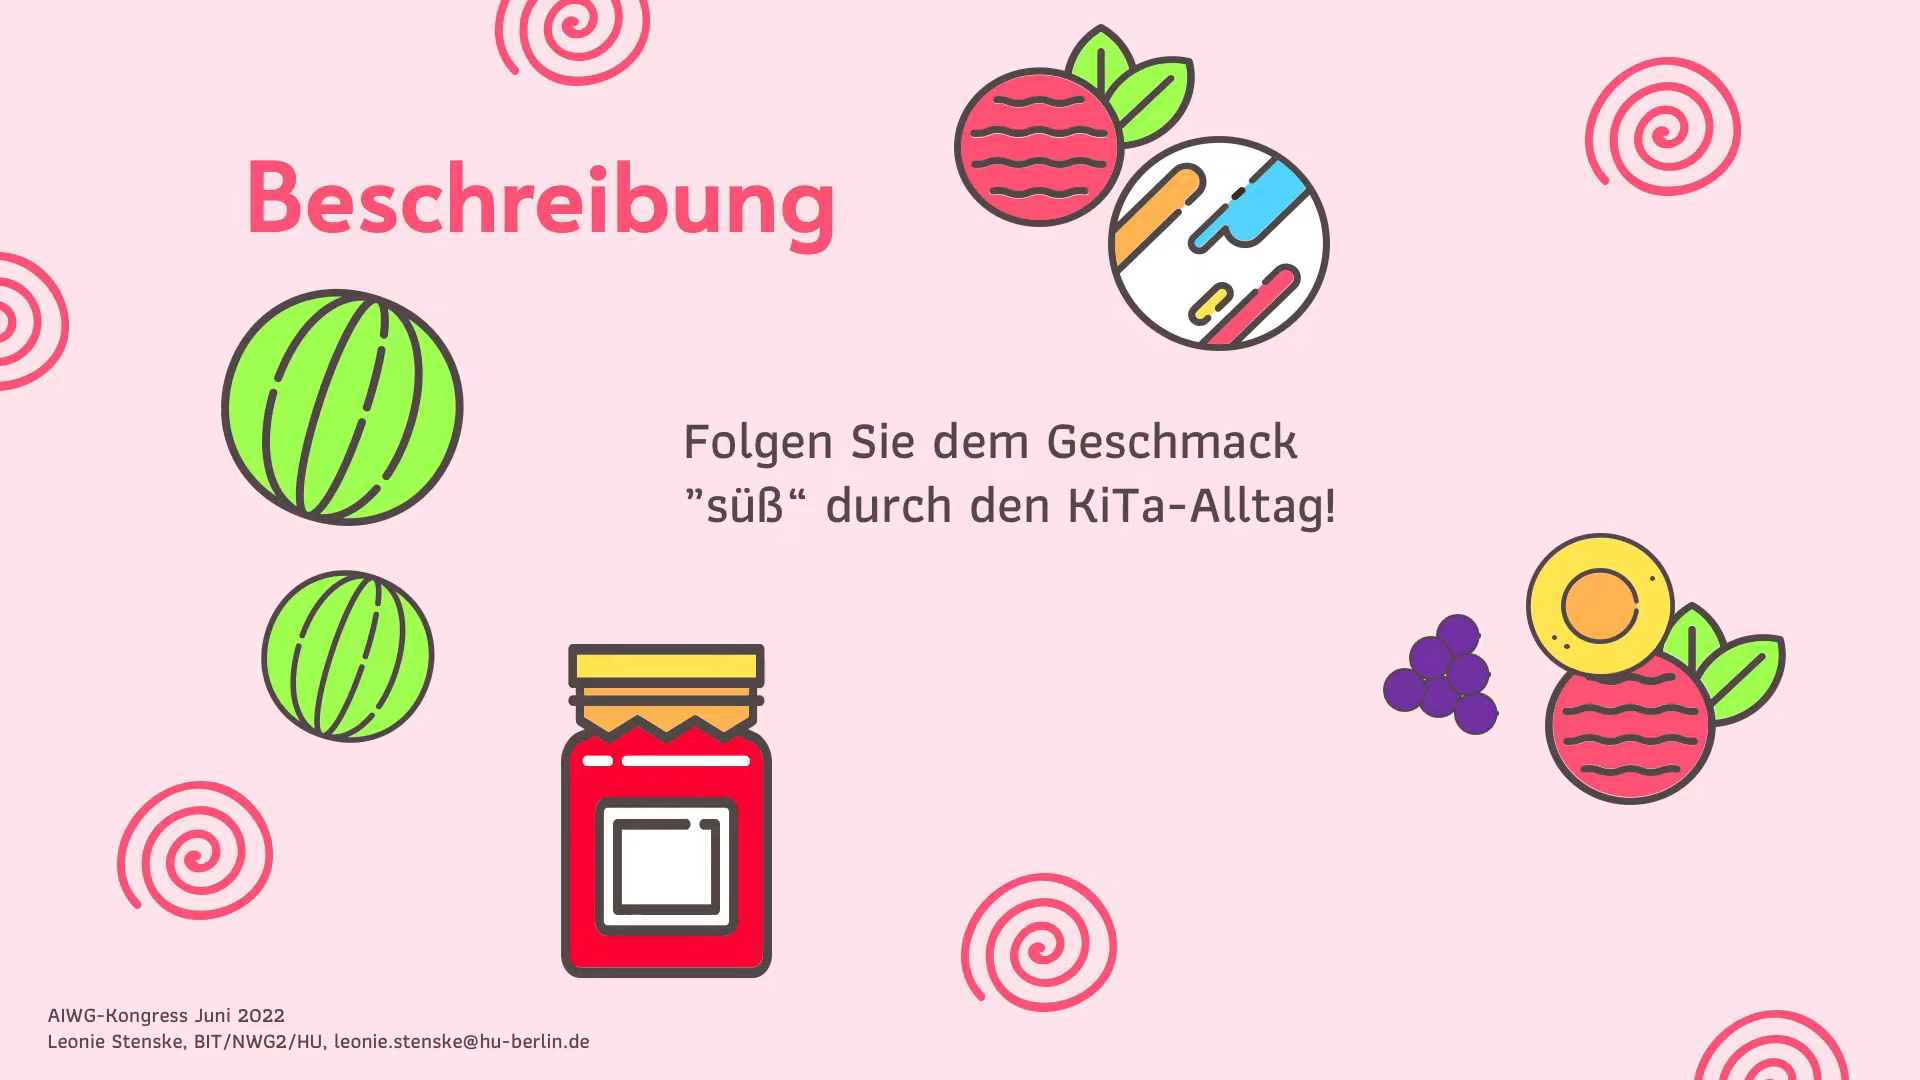 Beschreibung
Folgen Sie dem Geschmack
”süß“ durch den KiTa-Alltag!
AIWG-Kongress Juni 2022
Leonie Stenske, BIT/NWG2/HU, leonie.stenske@hu-berlin.de